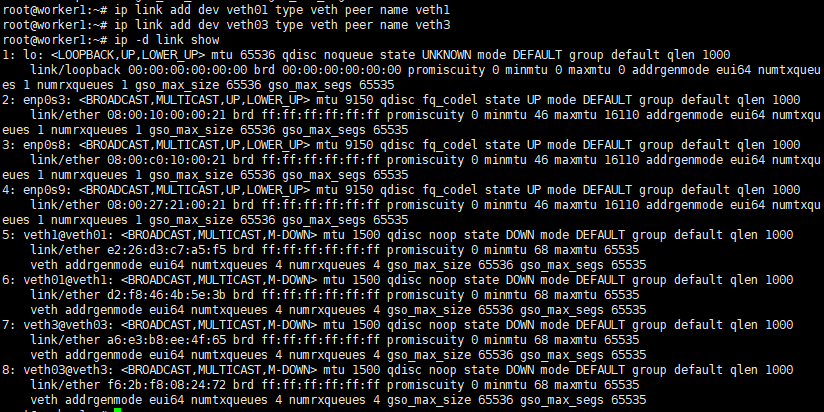 root@worker1:~# ip link add dev veth01 type veth peer name veth1
root@worker1:~# ip link add dev veth03 type veth peer name veth3
root@worker1:~# ip -d link show
1: lo: <LOOPBACK,UP,LOWER_UP> mtu 65536 qdisc noqueue state UNKNOWN mode DEFAULT group default qlen 1000
    link/loopback 00:00:00:00:00:00 brd 00:00:00:00:00:00 promiscuity 0 minmtu 0 maxmtu 0 addrgenmode eui64 numtxqueu
es 1 numrxqueues 1 gso_max_size 65536 gso_max_segs 65535
2: enp0s3: <BROADCAST,MULTICAST,UP,LOWER_UP> mtu 9150 qdisc fq_codel state UP mode DEFAULT group default qlen 1000
    link/ether 08:00:10:00:00:21 brd ff:ff:ff:ff:ff:ff promiscuity 0 minmtu 46 maxmtu 16110 addrgenmode eui64 numtxqu
eues 1 numrxqueues 1 gso_max_size 65536 gso_max_segs 65535
3: enp0s8: <BROADCAST,MULTICAST,UP,LOWER_UP> mtu 9150 qdisc fq_codel state UP mode DEFAULT group default qlen 1000
    link/ether 08:00:c0:10:00:21 brd ff:ff:ff:ff:ff:ff promiscuity 0 minmtu 46 maxmtu 16110 addrgenmode eui64 numtxqu
eues 1 numrxqueues 1 gso_max_size 65536 gso_max_segs 65535
4: enp0s9: <BROADCAST,MULTICAST,UP,LOWER_UP> mtu 9150 qdisc fq_codel state UP mode DEFAULT group default qlen 1000
    link/ether 08:00:27:21:00:21 brd ff:ff:ff:ff:ff:ff promiscuity 0 minmtu 46 maxmtu 16110 addrgenmode eui64 numtxqu
eues 1 numrxqueues 1 gso_max_size 65536 gso_max_segs 65535
5: veth1@veth01: <BROADCAST,MULTICAST,M-DOWN> mtu 1500 qdisc noop state DOWN mode DEFAULT group default qlen 1000
    link/ether e2:26:d3:c7:a5:f5 brd ff:ff:ff:ff:ff:ff promiscuity 0 minmtu 68 maxmtu 65535
    veth addrgenmode eui64 numtxqueues 4 numrxqueues 4 gso_max_size 65536 gso_max_segs 65535
6: veth01@veth1: <BROADCAST,MULTICAST,M-DOWN> mtu 1500 qdisc noop state DOWN mode DEFAULT group default qlen 1000
    link/ether d2:f8:46:4b:5e:3b brd ff:ff:ff:ff:ff:ff promiscuity 0 minmtu 68 maxmtu 65535
    veth addrgenmode eui64 numtxqueues 4 numrxqueues 4 gso_max_size 65536 gso_max_segs 65535
7: veth3@veth03: <BROADCAST,MULTICAST,M-DOWN> mtu 1500 qdisc noop state DOWN mode DEFAULT group default qlen 1000
    link/ether a6:e3:b8:ee:4f:65 brd ff:ff:ff:ff:ff:ff promiscuity 0 minmtu 68 maxmtu 65535
    veth addrgenmode eui64 numtxqueues 4 numrxqueues 4 gso_max_size 65536 gso_max_segs 65535
8: veth03@veth3: <BROADCAST,MULTICAST,M-DOWN> mtu 1500 qdisc noop state DOWN mode DEFAULT group default qlen 1000
    link/ether f6:2b:f8:08:24:72 brd ff:ff:ff:ff:ff:ff promiscuity 0 minmtu 68 maxmtu 65535
    veth addrgenmode eui64 numtxqueues 4 numrxqueues 4 gso_max_size 65536 gso_max_segs 65535